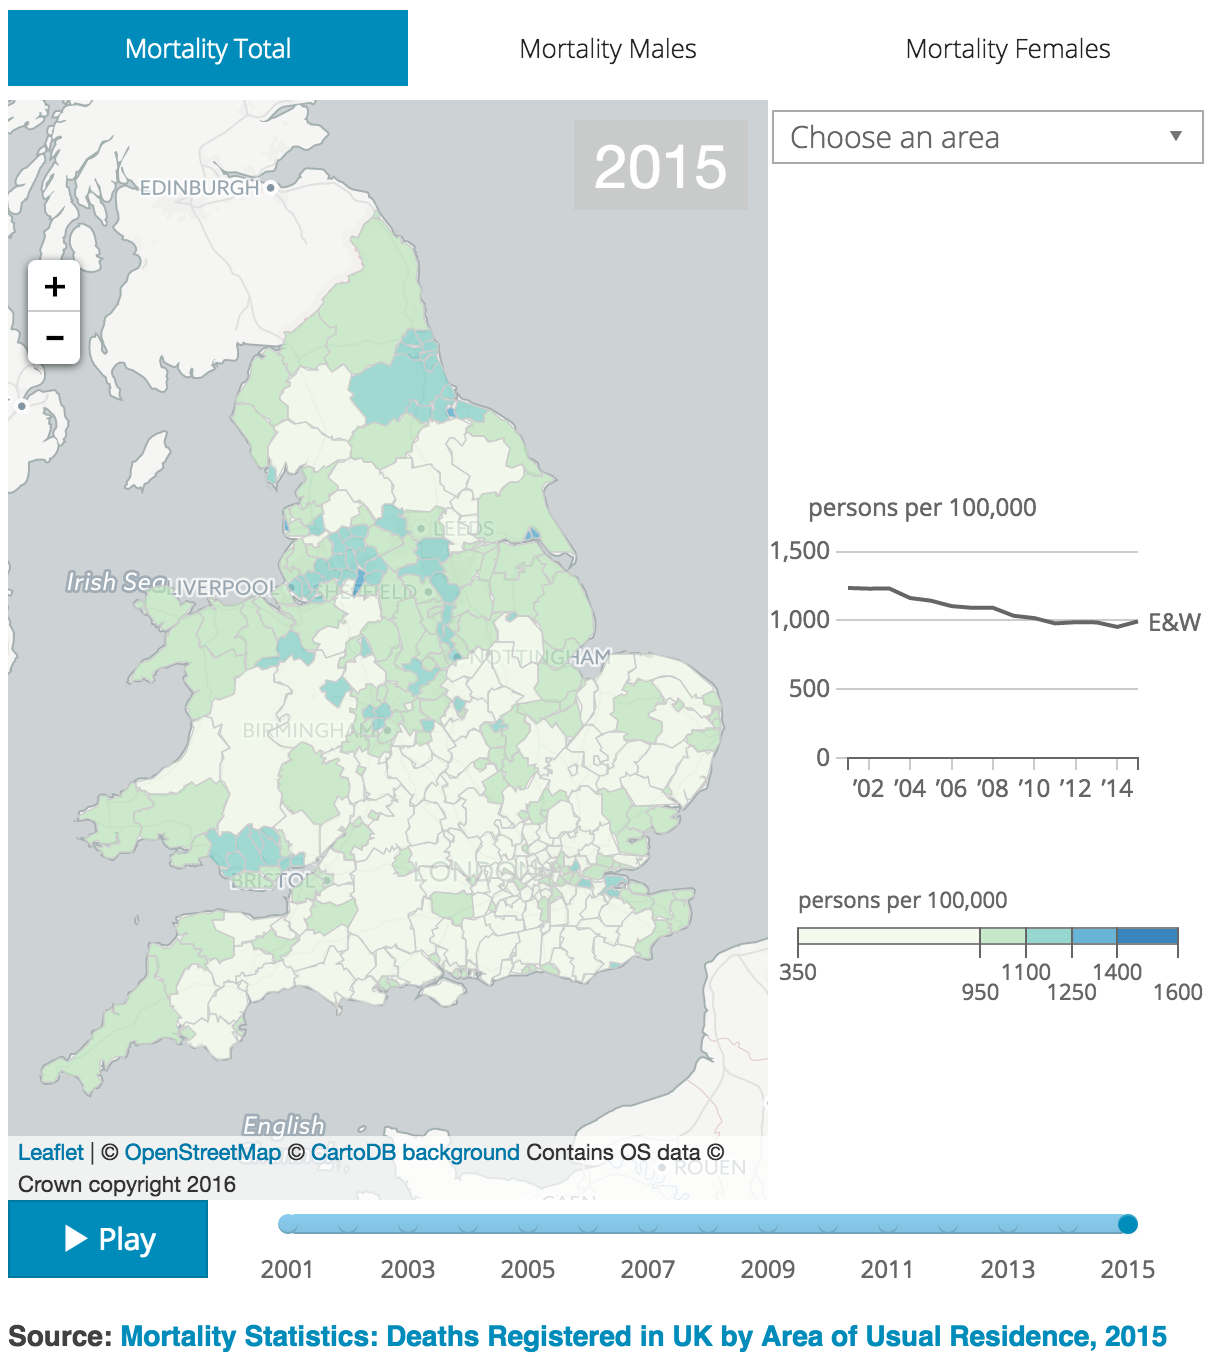 Mortality Total
Mortality Males
Mortality Females
2015
Choose an area
EDINBURGH
+
−
LEEDS
Irish Sea
LIVERPOOL
SHEFFIELD
NOTTINGHAM
BIRMINGHAM
LONDON
BRISTOL
English
ROUEN
CAEN
Leaflet | © OpenStreetMap © CartoDB background Contains OS data ©
Crown copyright 2016
persons per 100,000
1,500
1,000
E&W
500
0
'02 '04 '06 '08 '10 '12 '14
persons per 100,000
350 1100 1400
950 1250 1600
Play
2001 2003 2005 2007 2009 2011 2013 2015
Source: Mortality Statistics: Deaths Registered in UK by Area of Usual Residence, 2015